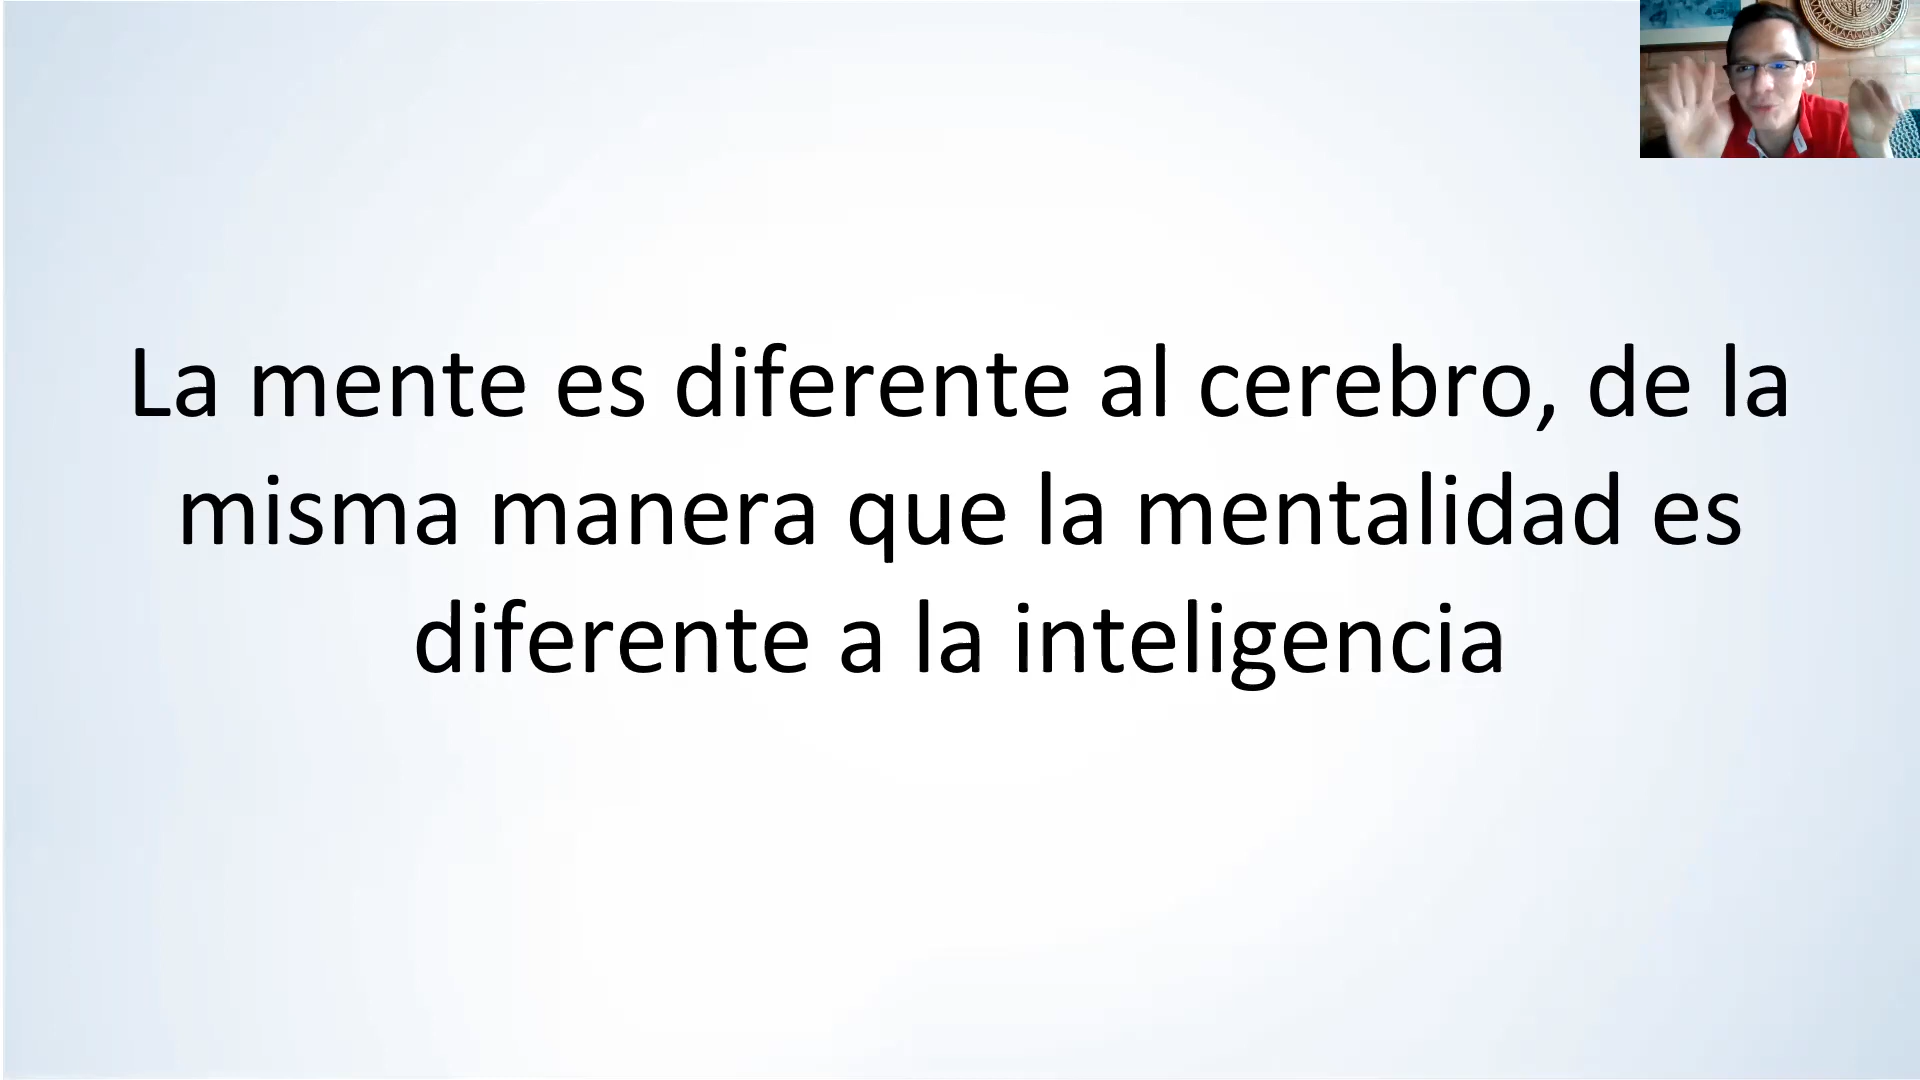 La mente es diferente al cerebro, de la
misma manera que la mentalidad es
diferente a la inteligencia